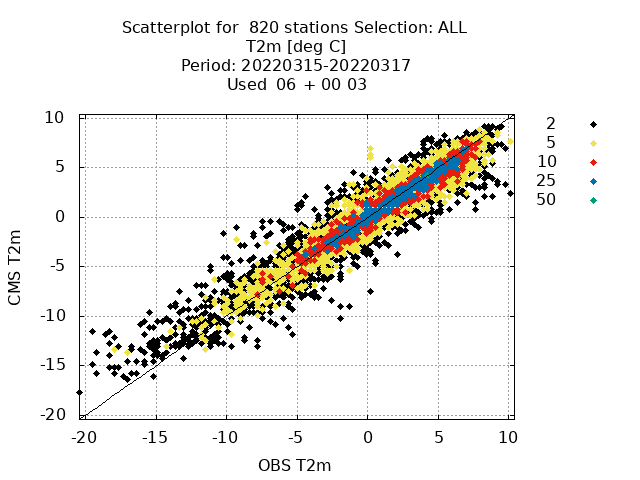 Scatterplot for  820 stations Selection: ALL
T2m [deg C]
Period: 20220315-20220317
Used  06 + 00 03
10
5
0
-5
-10
-15
-20
CMS T2m
-20 -15 -10 -5 0 5 10
OBS T2m
2
5
10
25
50